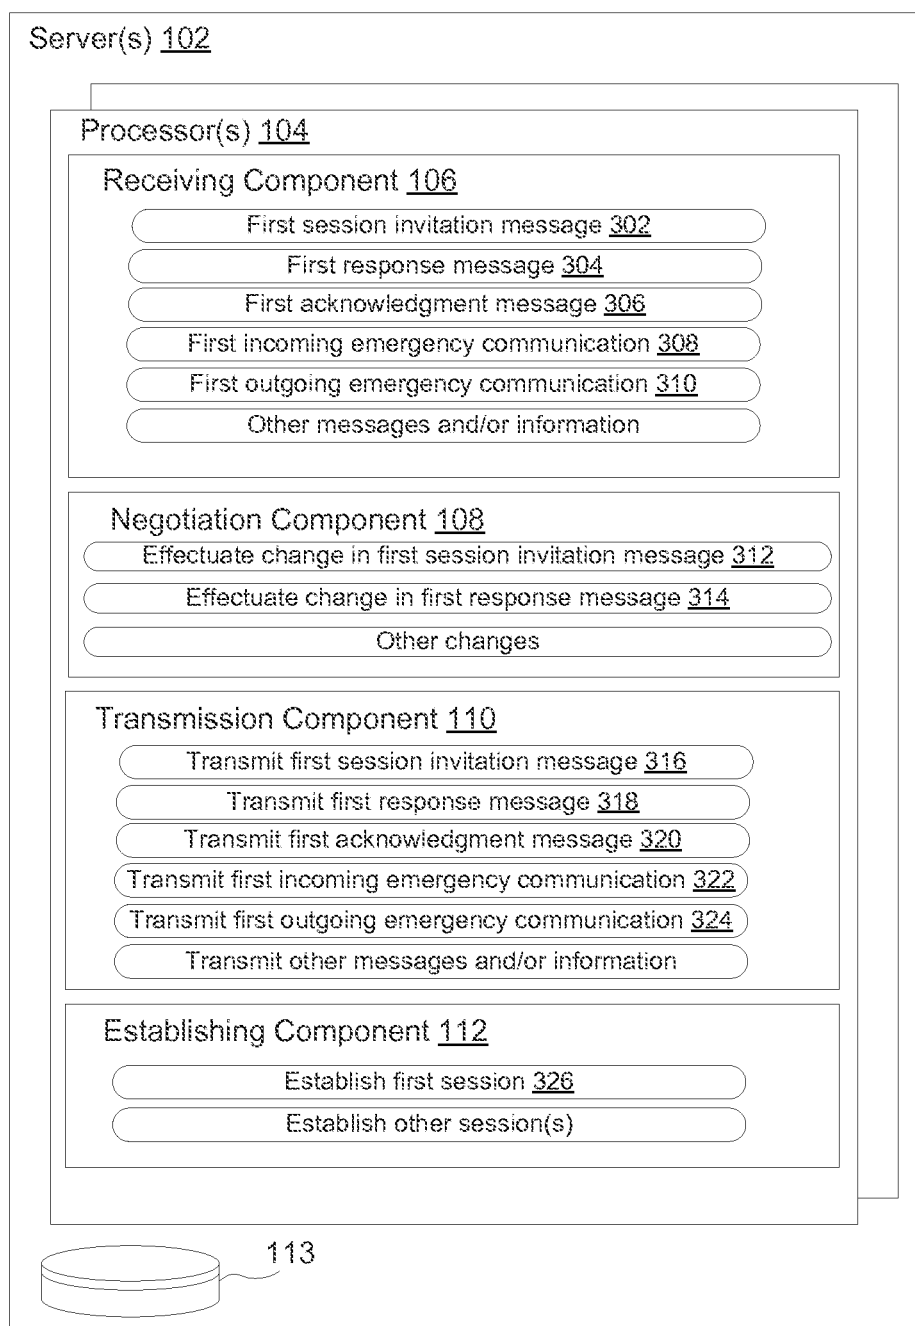 Server(s) 102
Processor(s) 104
Receiving Component 106
First session invitation message 302
First response message 304
First acknowledgment message 306
First incoming emergency communication 308
First outgoing emergency communication 310
Other messages and/or information
Negotiation Component 108
Effectuate change in first session invitation message 312
Effectuate change in first response message 314
Other changes
Transmission Component 110
Transmit first session invitation message 316
Transmit first response message 318
Transmit first acknowledgment message 320
Transmit first incoming emergency communication 322
Transmit first outgoing emergency communication 324
Transmit other messages and/or information
Establishing Component 112
Establish first session 326
Establish other session(s)
113